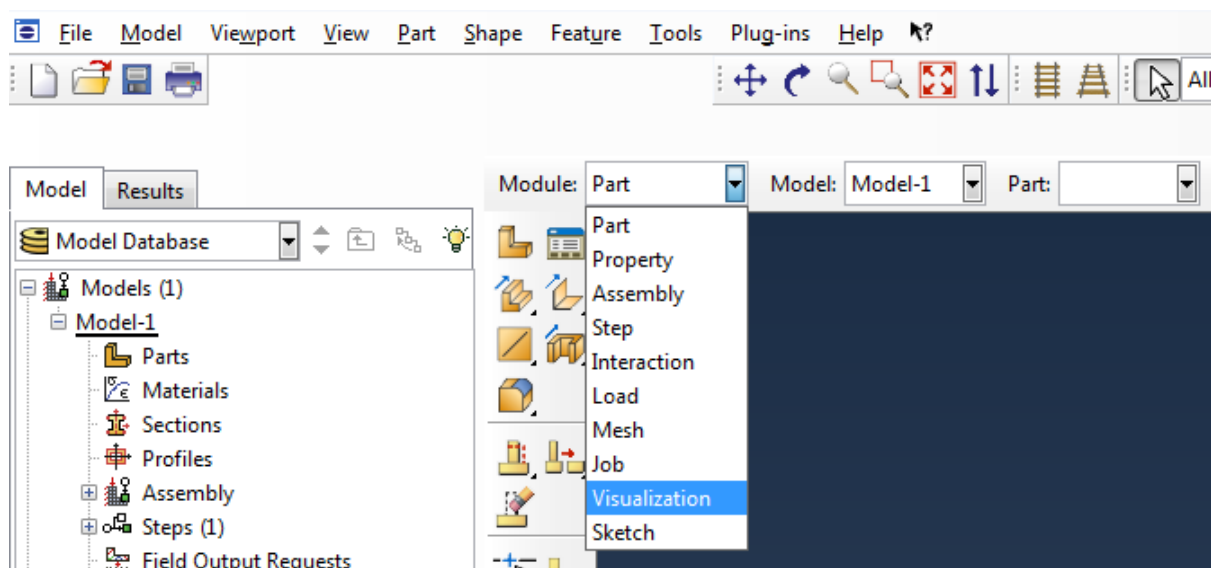 File Model Viewport View Part Shape Feature Tools Plug-ins Help ?
All
Model Results
Module: Part Model: Model-1 Part:
Model Database
Models (1)
Model-1
Parts
Materials
Sections
Profiles
Assembly
Steps (1)
Field Output Requests
Part
Property
Assembly
Step
Interaction
Load
Mesh
Job
Visualization
Sketch